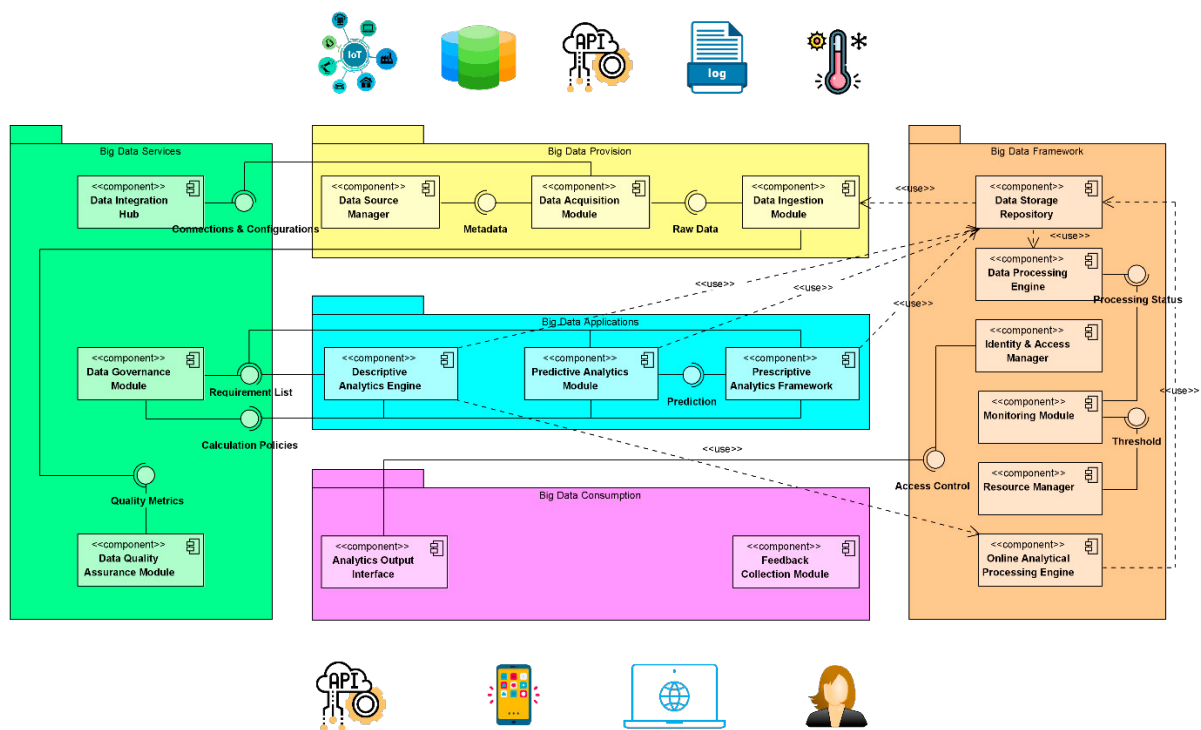 IoT
API
log
Big Data Services
<<component>>
Data Integration
Hub
Connections & Configurations
<<component>>
Data Governance
Module
Requirement List
Calculation Policies
Quality Metrics
<<component>>
Data Quality
Assurance Module
Big Data Provision
<<component>>
Data Source
Manager
Metadata
<<component>>
Data Acquisition
Module
Raw Data
<<component>>
Data Ingestion
Module
<<use>>
<<use>>
<<use>>
<<use>>
Big Data Applications
<<component>>
Descriptive
Analytics Engine
<<component>>
Predictive Analytics
Module
Prediction
<<component>>
Prescriptive
Analytics Framework
<<use>>
Big Data Consumption
<<component>>
Analytics Output
Interface
<<component>>
Feedback
Collection Module
Big Data Framework
<<component>>
Data Storage
Repository
<<use>>
<<component>>
Data Processing
Engine
Processing Status
<<component>>
Identity & Access
Manager
<<use>>
<<component>>
Monitoring Module
Threshold
<<component>>
Resource Manager
Access Control
<<component>>
Online Analytical
Processing Engine
API